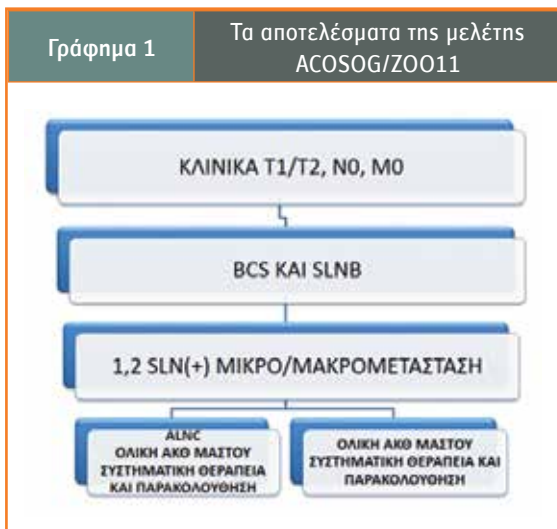 Γράφημα 1
Τα αποτελέσματα της μελέτης
ACOSOG/ZOO11
ΚΛΙΝΙΚΑ Τ1/Τ2, Ν0, Μ0
BCS ΚΑΙ SLNB
1,2 SLN(+) ΜΙΚΡΟ/ΜΑΚΡΟΜΕΤΑΣΤΑΣΗ
ALNC
ΟΛΙΚΗ ΑΚΘ ΜΑΣΤΟΥ
ΣΥΣΤΗΜΑΤΙΚΗ ΘΕΡΑΠΕΙΑ
ΚΑΙ ΠΑΡΑΚΟΛΟΥΘΗΣΗ
ΟΛΙΚΗ ΑΚΘ ΜΑΣΤΟΥ
ΣΥΣΤΗΜΑΤΙΚΗ ΘΕΡΑΠΕΙΑ ΚΑΙ
ΠΑΡΑΚΟΛΟΥΘΗΣΗ